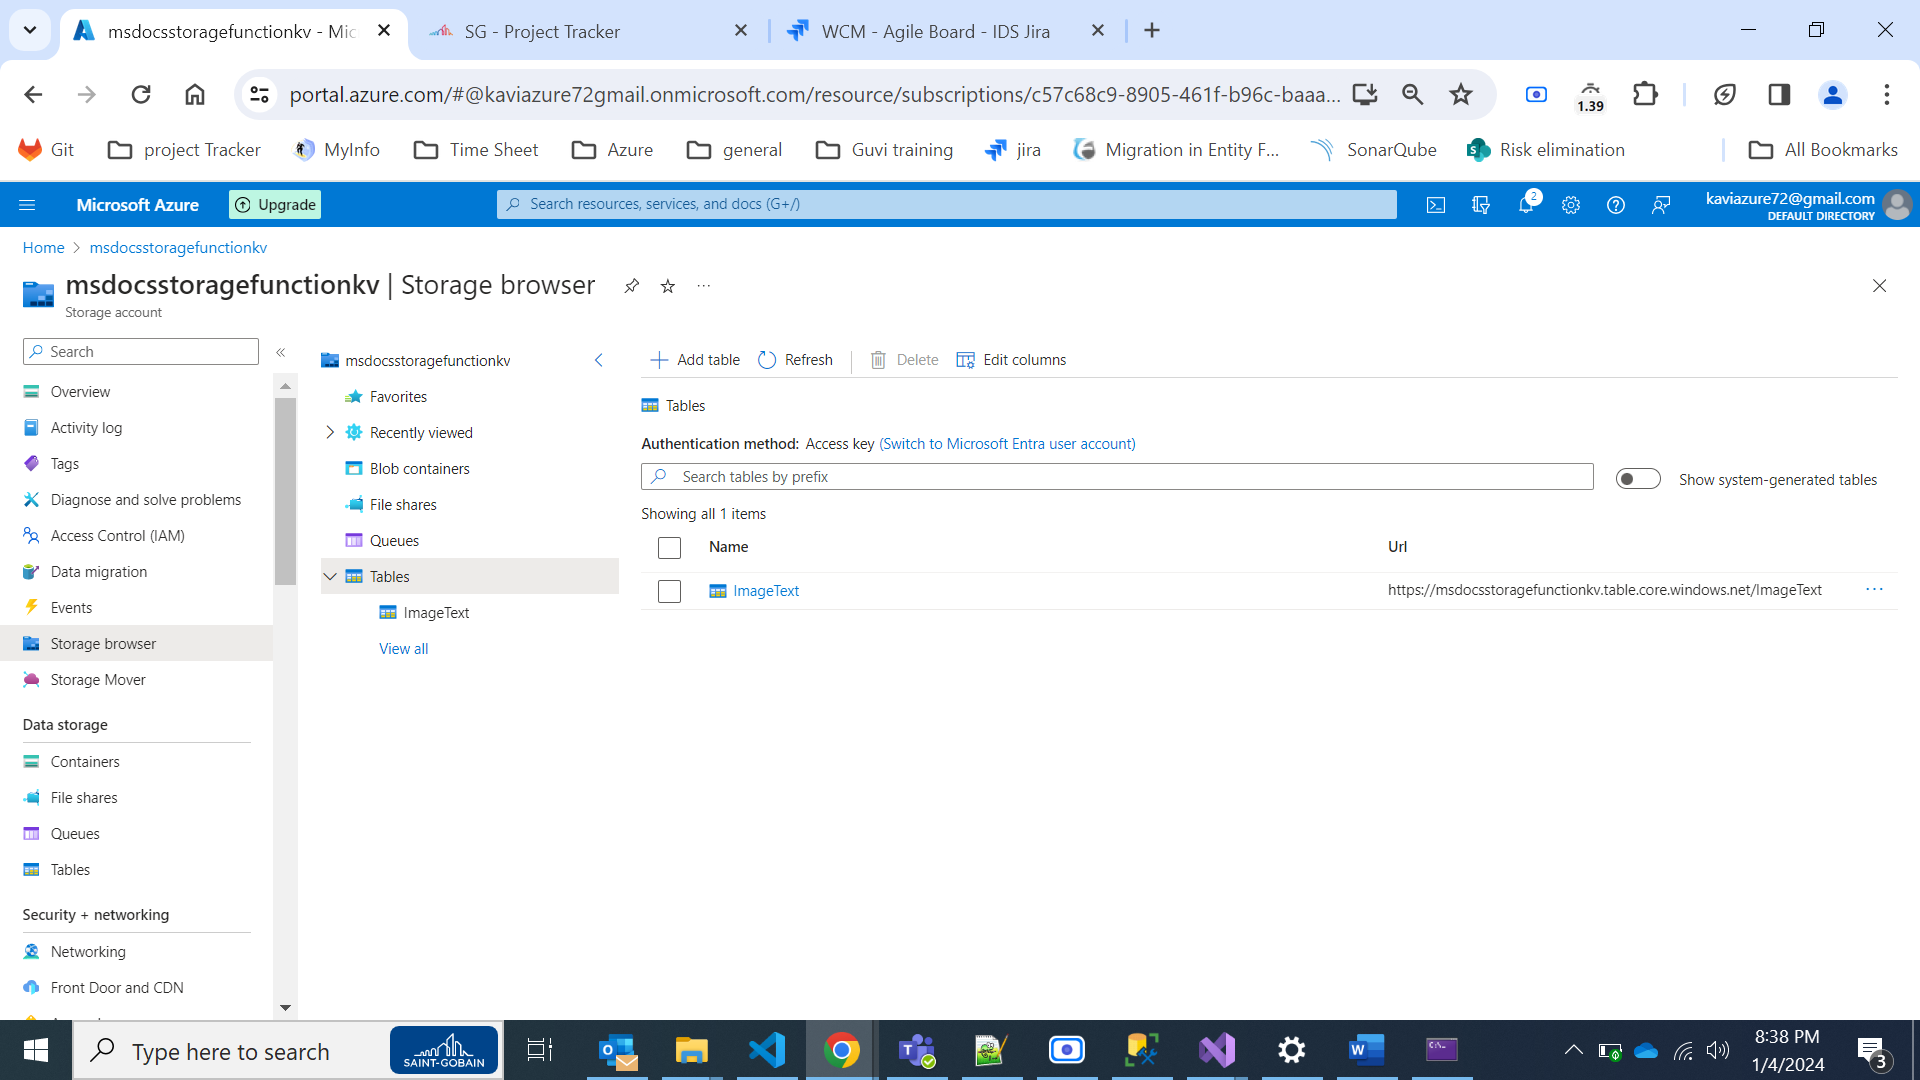 msdocsstoragefunctionkv - Mic
SG - Project Tracker
WCM - Agile Board - IDS Jira
portal.azure.com/#@kaviazure72gmail.onmicrosoft.com/resource/subscriptions/c57c68c9-8905-461f-b96c-baaa...
1.39
Git
project Tracker
MyInfo
Time Sheet
Azure
general
Guvi training
jira
Migration in Entity F...
SonarQube
Risk elimination
All Bookmarks
Microsoft Azure
Upgrade
Search resources, services, and docs (G+/)
2
kaviazure72@gmail.com
DEFAULT DIRECTORY
Home > msdocsstoragefunctionkv
msdocsstoragefunctionkv | Storage browser
Storage account
Search
Overview
Activity log
Tags
Diagnose and solve problems
Access Control (IAM)
Data migration
Events
Storage browser
Storage Mover
Data storage
Containers
File shares
Queues
Tables
Security + networking
Networking
Front Door and CDN
msdocsstoragefunctionkv
Favorites
Recently viewed
Blob containers
File shares
Queues
Tables
ImageText
View all
Add table
Refresh
Delete
Edit columns
Tables
Authentication method: Access key (Switch to Microsoft Entra user account)
Search tables by prefix
Show system-generated tables
Showing all 1 items
Name
Url
ImageText
https://msdocsstoragefunctionkv.table.core.windows.net/ImageText
Type here to search
SAINT-GOBAIN
8:38 PM
1/4/2024
3